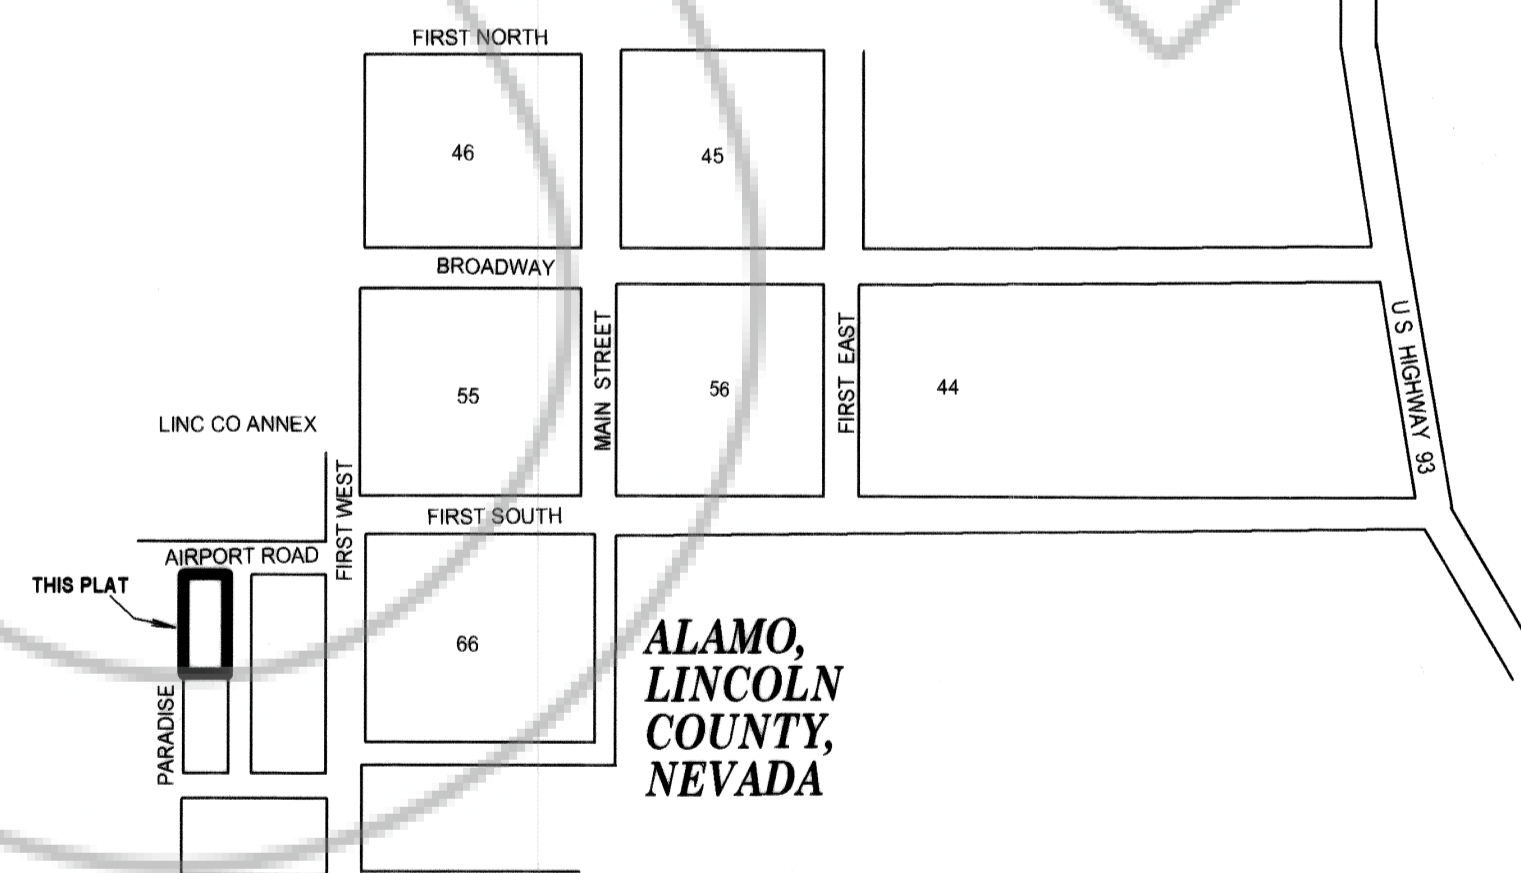 FIRST NORTH
46
45
BROADWAY
MAIN STREET
FIRST EAST
U S HIGHWAY 93
55
56
44
LINC CO ANNEX
FIRST WEST
FIRST SOUTH
AIRPORT ROAD
THIS PLAT
66
PARADISE
ALAMO,
LINCOLN
COUNTY,
NEVADA